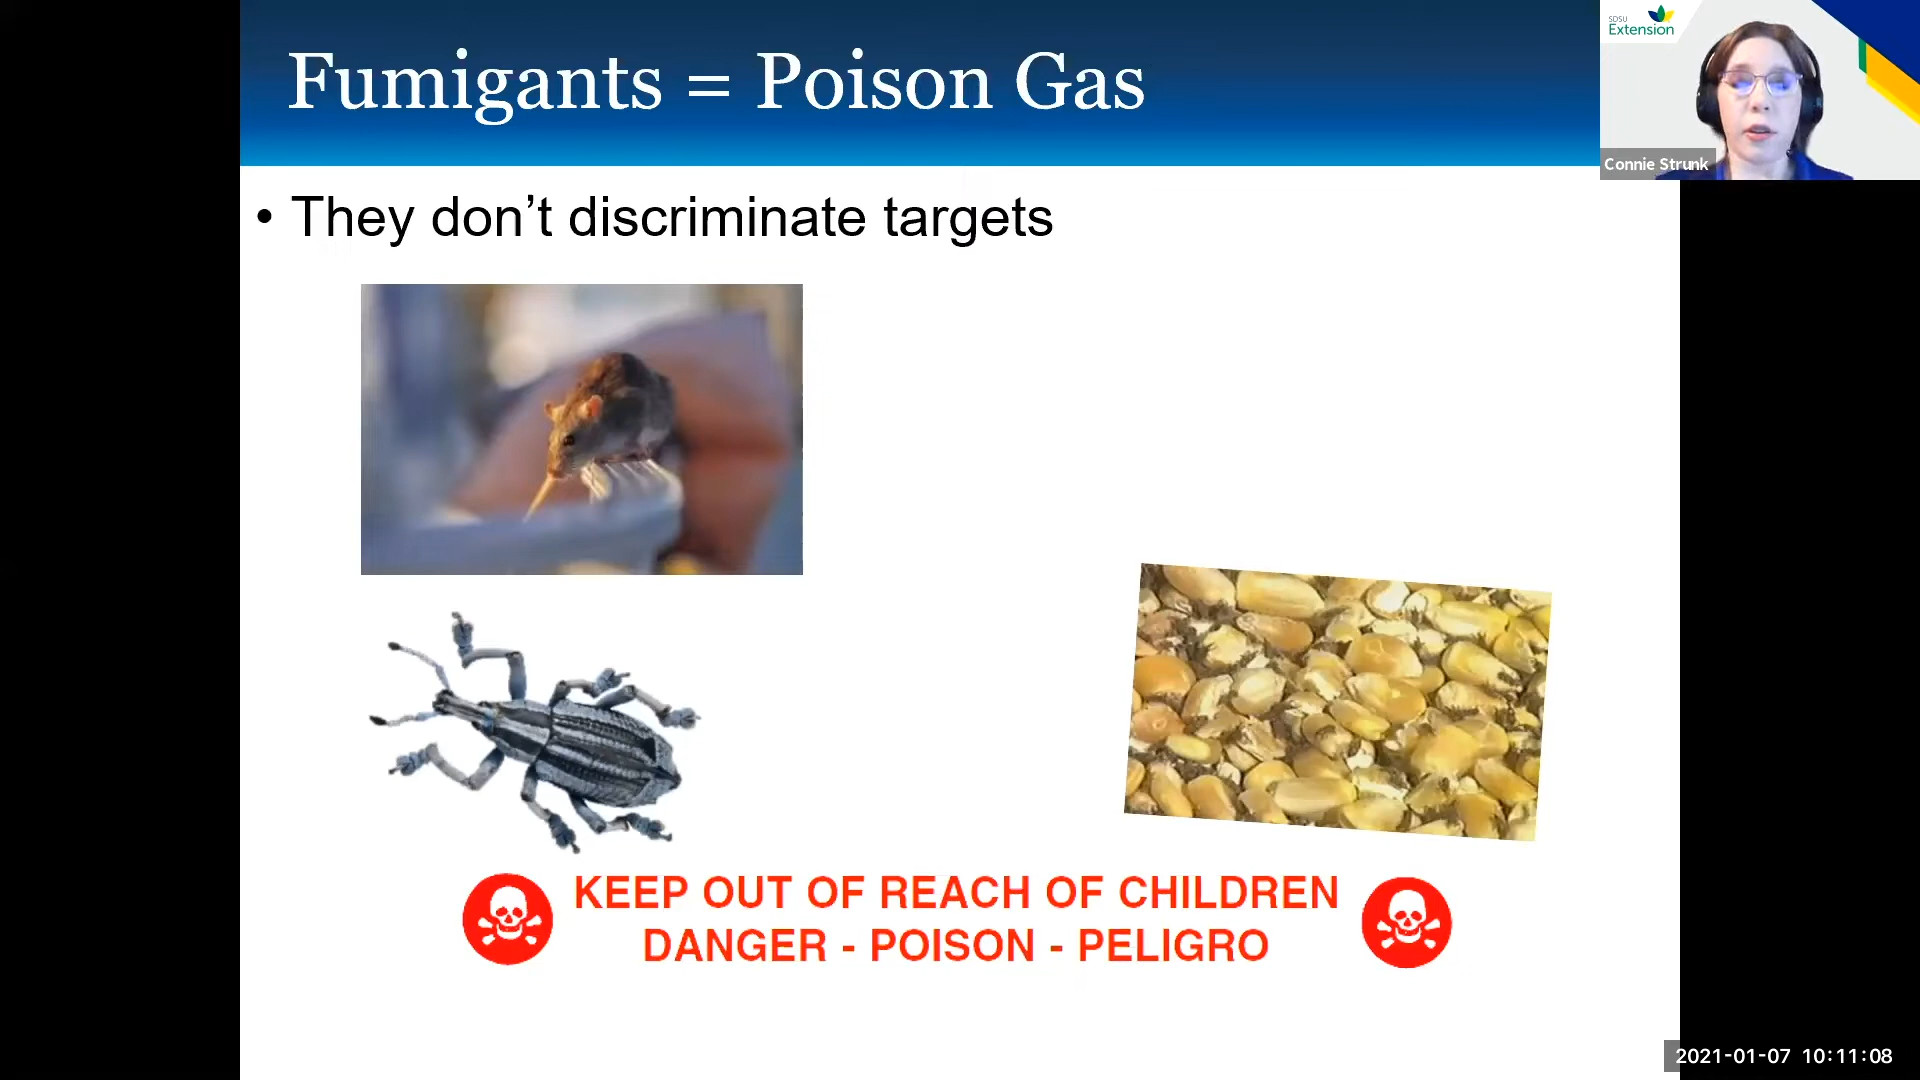 Fumigants = Poison Gas
SDSU
Extension
Connie Strunk
• They don’t discriminate targets
KEEP OUT OF REACH OF CHILDREN
DANGER - POISON - PELIGRO
2021-01-07 10:11:08